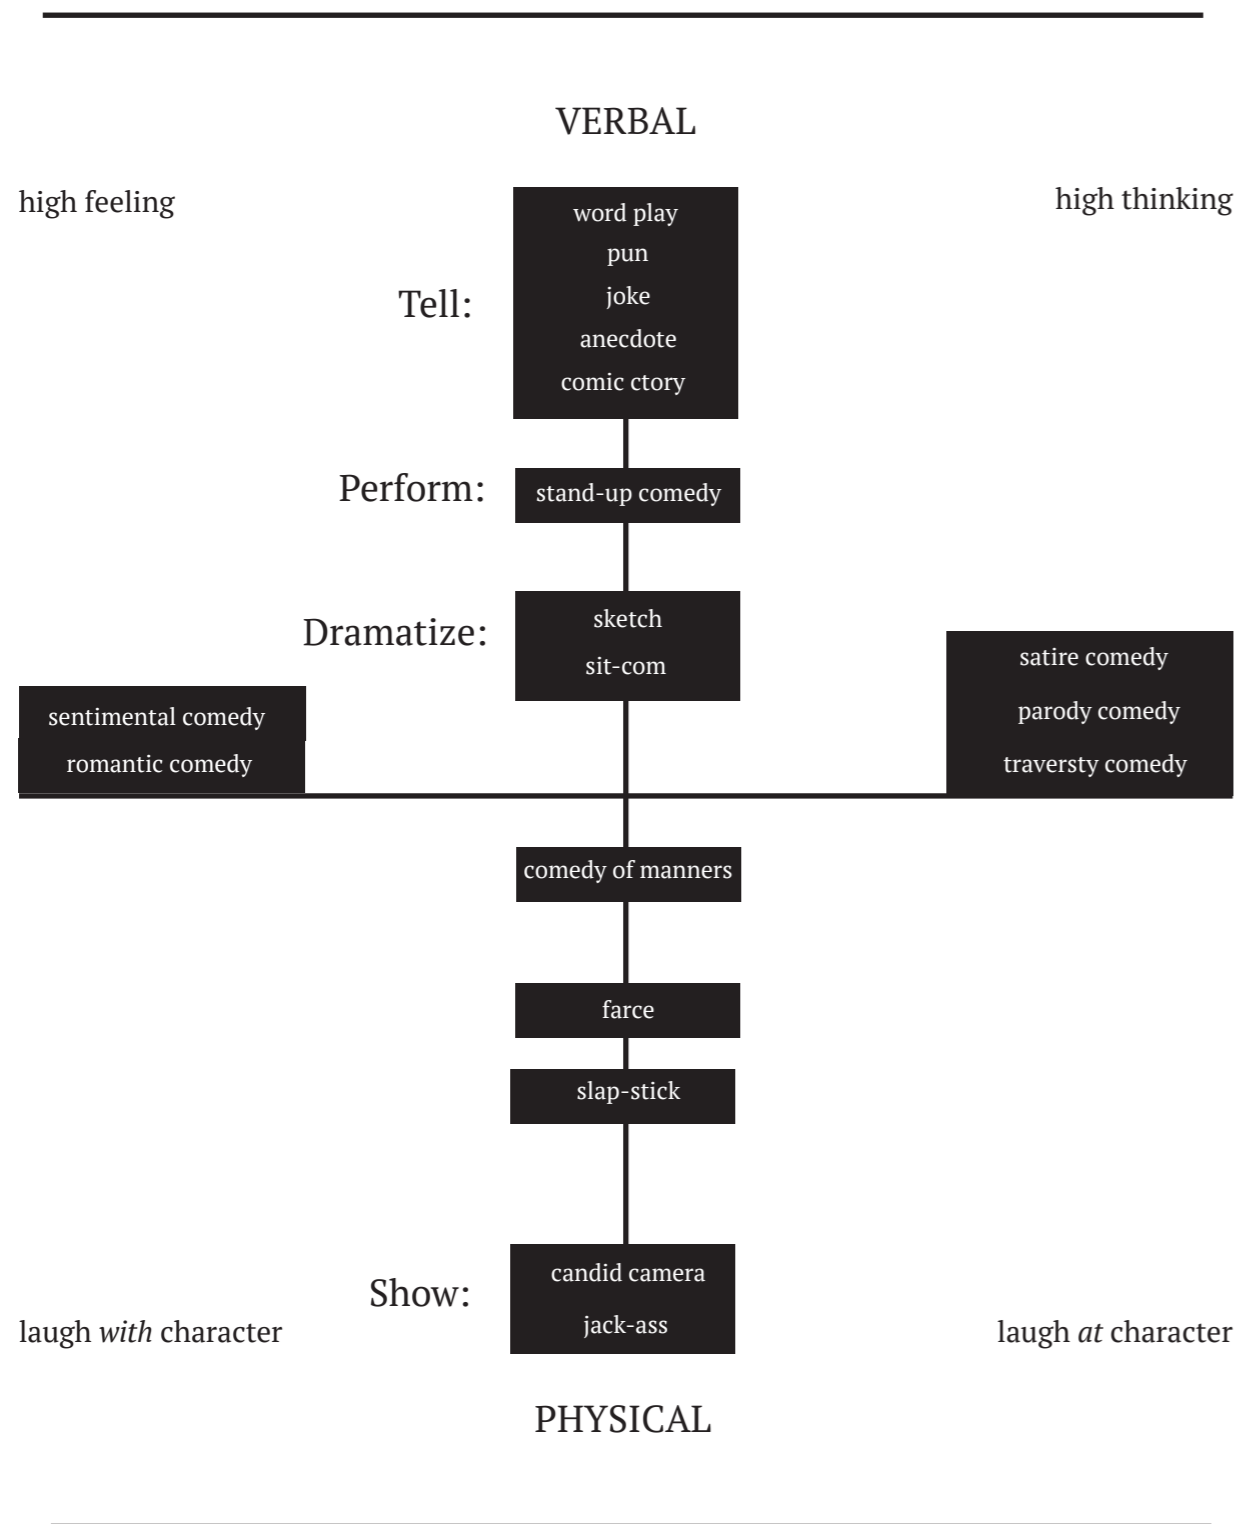 VERBAL
high feeling
high thinking
word play
pun
Tell:
joke
anecdote
comic ctory
Perform:
stand-up comedy
Dramatize:
sketch
sit-com
satire comedy
parody comedy
traversty comedy
sentimental comedy
romantic comedy
comedy of manners
farce
slap-stick
Show:
candid camera
jack-ass
laugh with character
laugh at character
PHYSICAL